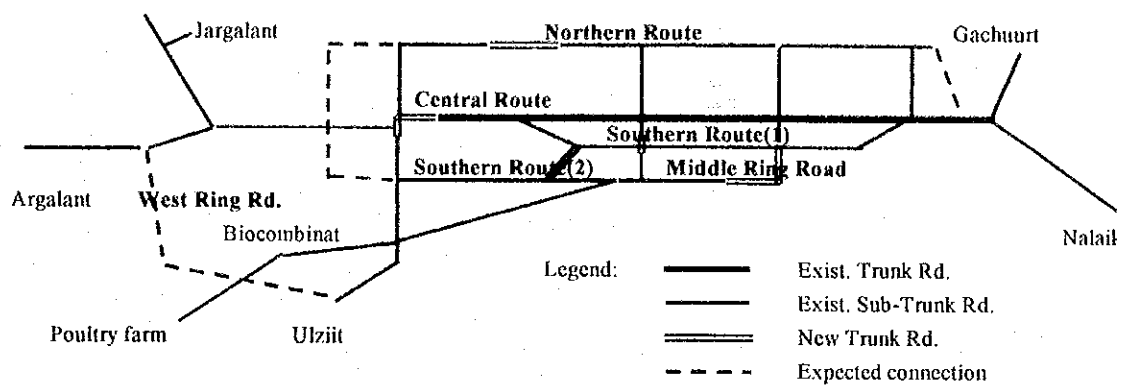 Jargalant
Northern Route
Gachuurt
Central Route
Southern Route(1)
Southern Route(2)
Middle Ring Road
Argalant
West Ring Rd.
Biocombinat
Nalaih
Legend:
Exist. Trunk Rd.
Exist. Sub-Trunk Rd.
Poultry farm
Ulziit
New Trunk Rd.
Expected connection